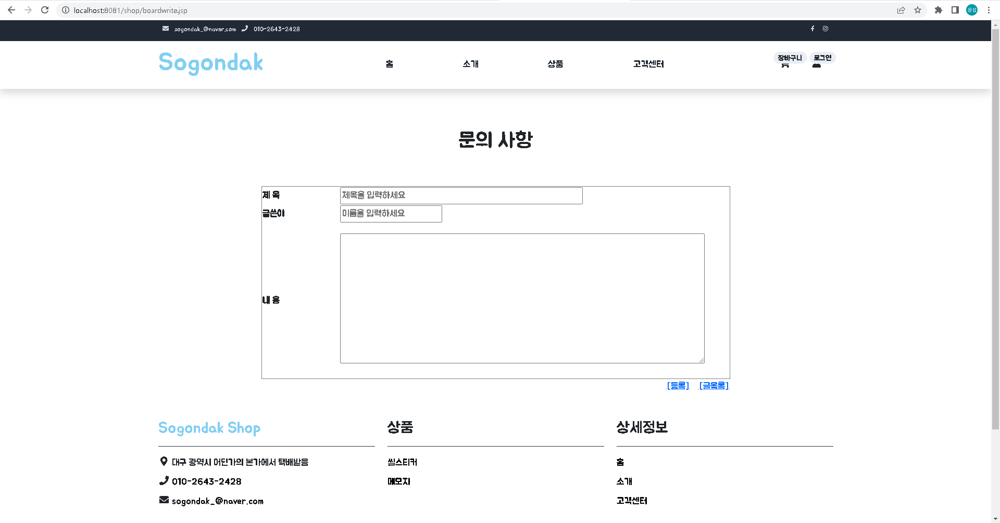 localhost:8081/shop/boardwrite.jsp
윤섭
sogondak_@naver.com 010-2643-2428
Sogondak
홈 소개 상품 고객센터
장바구니 로그인
문의 사항
제 목 제목을 입력하세요
글쓴이 이름을 입력하세요
내 용
[등록] [글목록]
Sogondak Shop 상품 상세정보
대구 광역시 어딘가의 본가에서 택배받음 씰스티커 홈
010-2643-2428 메모지 소개
sogondak_@naver.com 고객센터